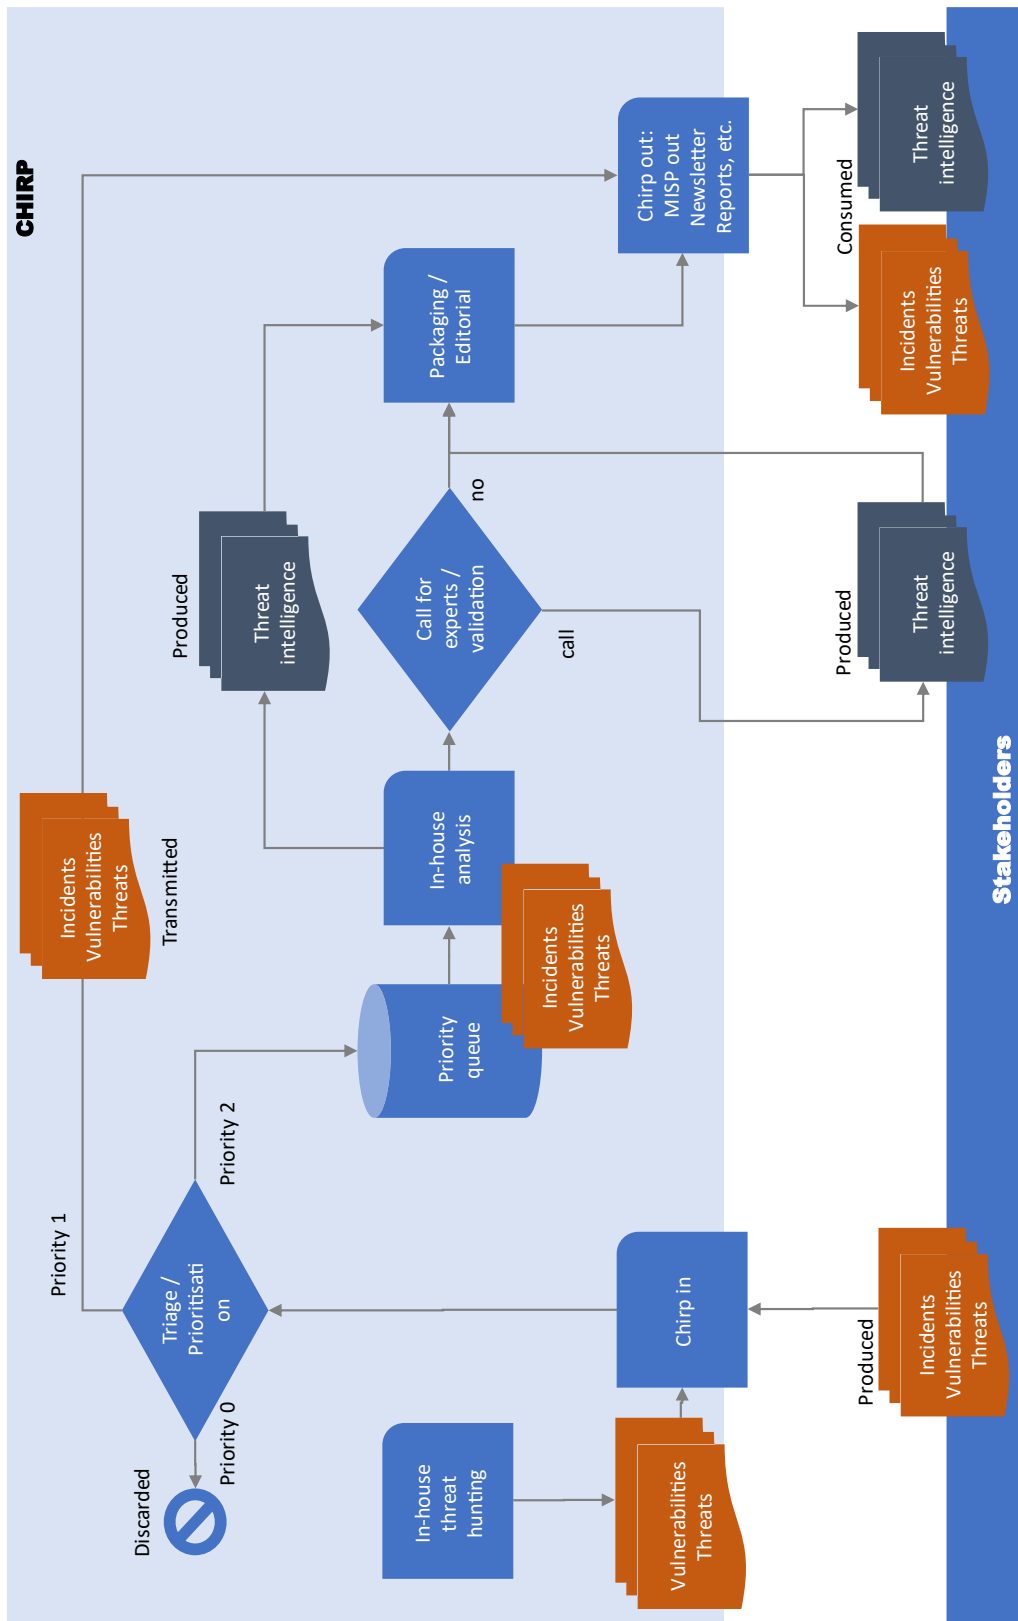 CHIRP
Discarded
Priority 0
Triage /
Prioritisati
on
Priority 1
Priority 2
Incidents
Vulnerabilities
Threats
Transmitted
Produced
Threat
intelligence
In-house
threat
hunting
Vulnerabilities
Threats
Chirp in
Priority
queue
Incidents
Vulnerabilities
Threats
In-house
analysis
Call for
experts /
validation
call
no
Packaging /
Editorial
Chirp out:
MISP out
Newsletter
Reports, etc.
Produced
Incidents
Vulnerabilities
Threats
Produced
Threat
intelligence
Consumed
Incidents
Vulnerabilities
Threats
Threat
intelligence
Stakeholders